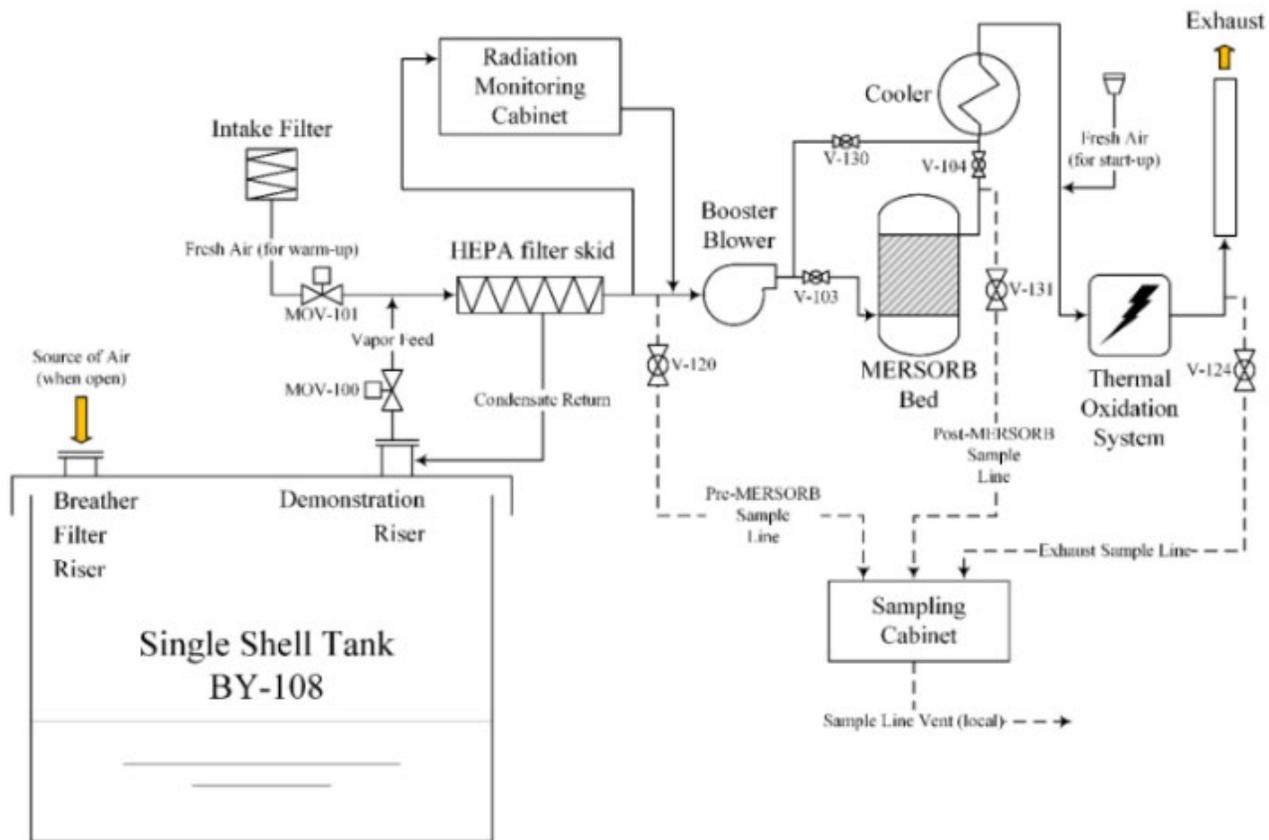 Exhaust
Radiation
Monitoring
Cabinet
Cooler
Fresh Air
(for start-up)
Intake Filter
V-130
V-104
Booster
Blower
Fresh Air (for warm-up)
HEPA filter skid
V-103
V-131
MOV-101
Vapor Feed
MERSORB
Bed
Source of Air
(when open)
V-120
V-124
Thermal
Oxidation
System
MOV-100
Condensate Return
Post-MERSORB
Sample
Line
Breather
Filter
Riser
Demonstration
Riser
Pre-MERSORB
Sample
Line
Exhaust Sample Line
Sampling
Cabinet
Single Shell Tank
BY-108
Sample Line Vent (local)